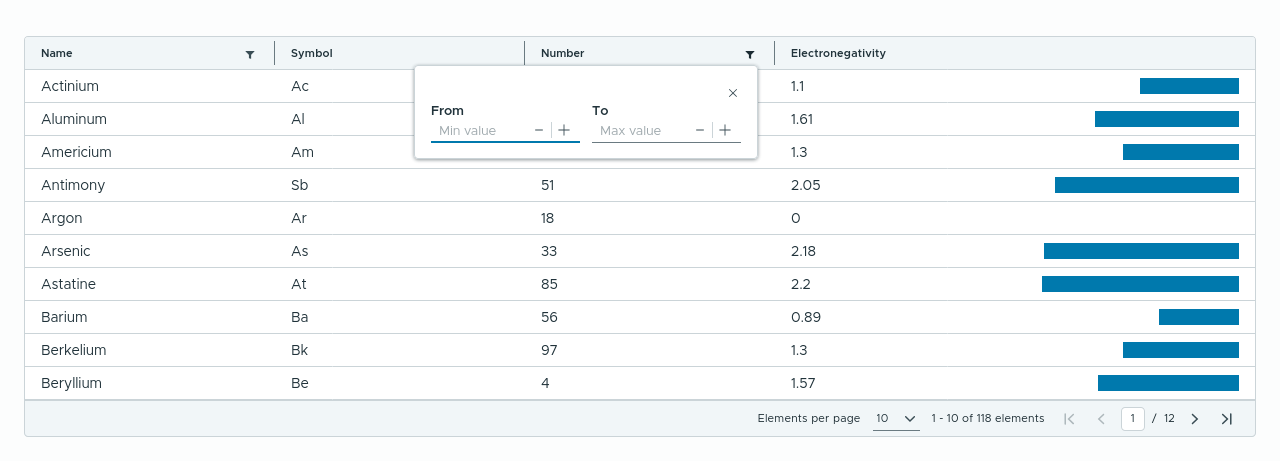 Name Symbol Number Electronegativity
Actinium Ac 1.1
From To
Min value Max value
Aluminum Al 1.61
Americium Am 1.3
Antimony Sb 51 2.05
Argon Ar 18 0
Arsenic As 33 2.18
Astatine At 85 2.2
Barium Ba 56 0.89
Berkelium Bk 97 1.3
Beryllium Be 4 1.57
Elements per page 10 1 - 10 of 118 elements 1 / 12